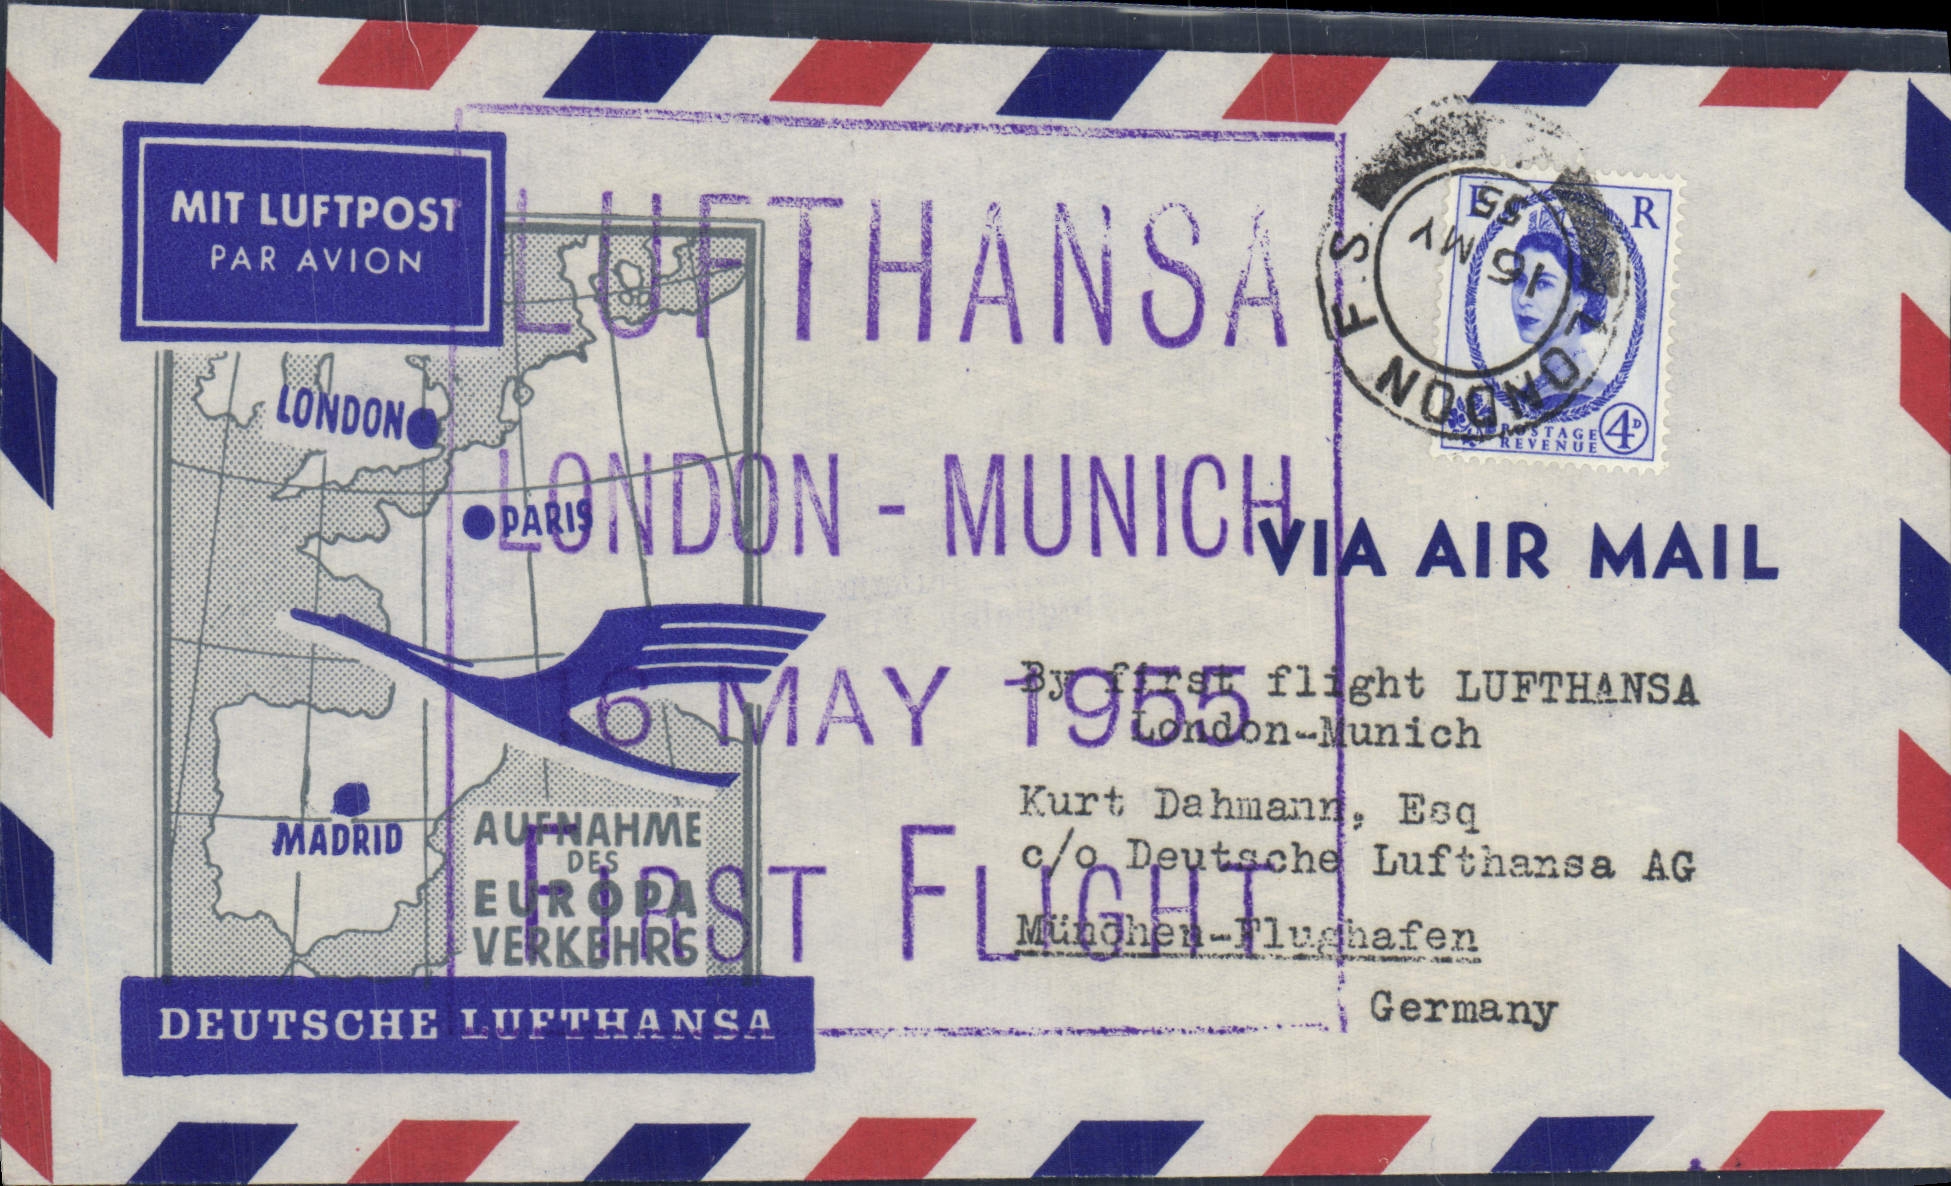 MIT LUFTPOST
PAR AVION
LONDON
PARIS
MADRID
AUFNAHME
DES
EUROPA
VERKEHRS
DEUTSCHE LUFTHANSA
LUFTHANSA
LONDON - MUNICH
16 MAY 1955
FIRST FLIGHT
LONDON F.S.
16 MY
55
E R
POSTAGE
REVENUE
4D
VIA AIR MAIL
By first flight LUFTHANSA
London-Munich
Kurt Dahmann, Esq
c/o Deutsche Lufthansa AG
München-Flughafen
Germany